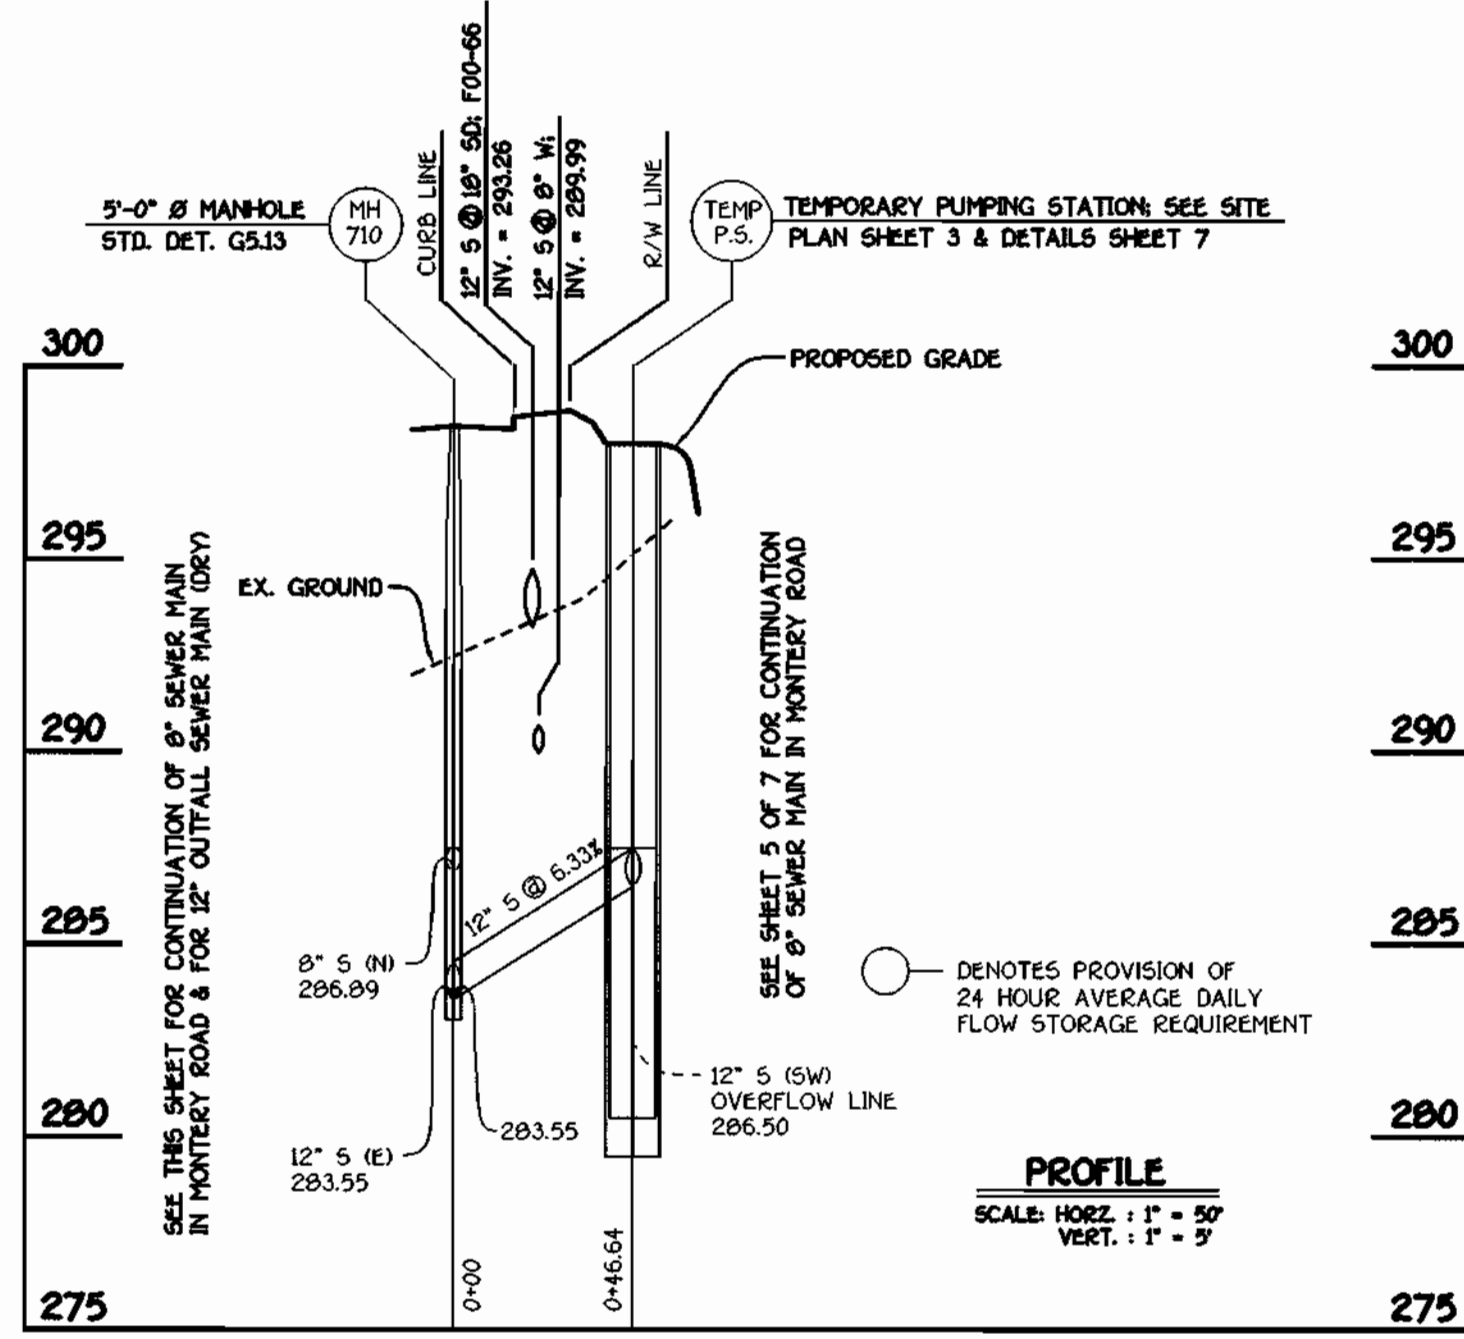 5'-0" Ø MANHOLE
STD. DET. G5.13
MH
710
CURB LINE
12" S @ 18" SD; F00-66
INV. = 293.26
12" S @ 8" W;
INV. = 289.99
R/W LINE
TEMP
P.S.
TEMPORARY PUMPING STATION; SEE SITE
PLAN SHEET 3 & DETAILS SHEET 7
300
300
PROPOSED GRADE
295
295
EX. GROUND
SEE THIS SHEET FOR CONTINUATION OF 8" SEWER MAIN
IN MONTERY ROAD & FOR 12" OUTFALL SEWER MAIN (DRY)
SEE SHEET 5 OF 7 FOR CONTINUATION
OF 8" SEWER MAIN IN MONTERY ROAD
290
290
12" S @ 6.33%
285
285
8" S (N)
286.89
DENOTES PROVISION OF
24 HOUR AVERAGE DAILY
FLOW STORAGE REQUIREMENT
12" S (SW)
OVERFLOW LINE
286.50
280
280
283.55
12" S (E)
283.55
PROFILE
SCALE: HORZ. : 1" = 50'
VERT. : 1" = 5'
0+00
0+46.64
275
275